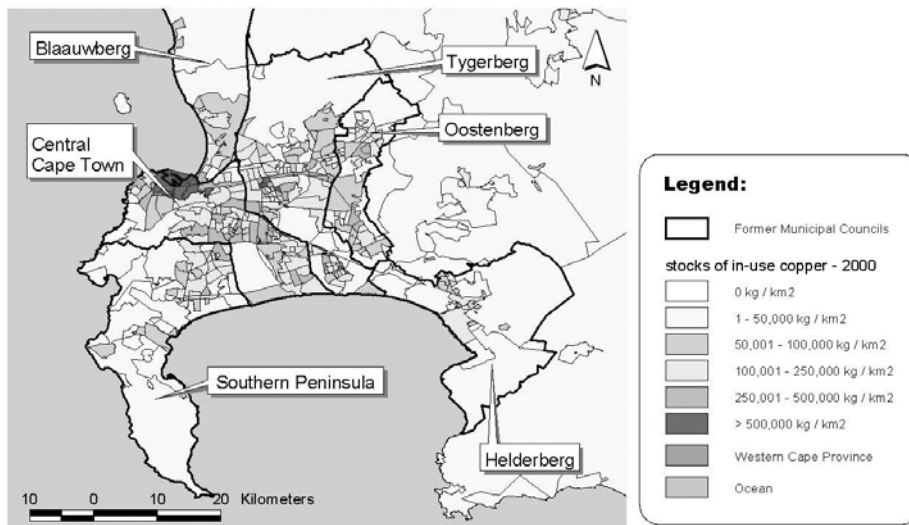 Blaauwberg
Tygerberg
N
Oostenberg
Central
Cape Town
Southern Peninsula
Helderberg
10 0 10 20 Kilometers
Legend:
Former Municipal Councils
stocks of in-use copper - 2000
0 kg / km2
1 - 50,000 kg / km2
50,001 - 100,000 kg / km2
100,001 - 250,000 kg / km2
250,001 - 500,000 kg / km2
> 500,000 kg / km2
Western Cape Province
Ocean